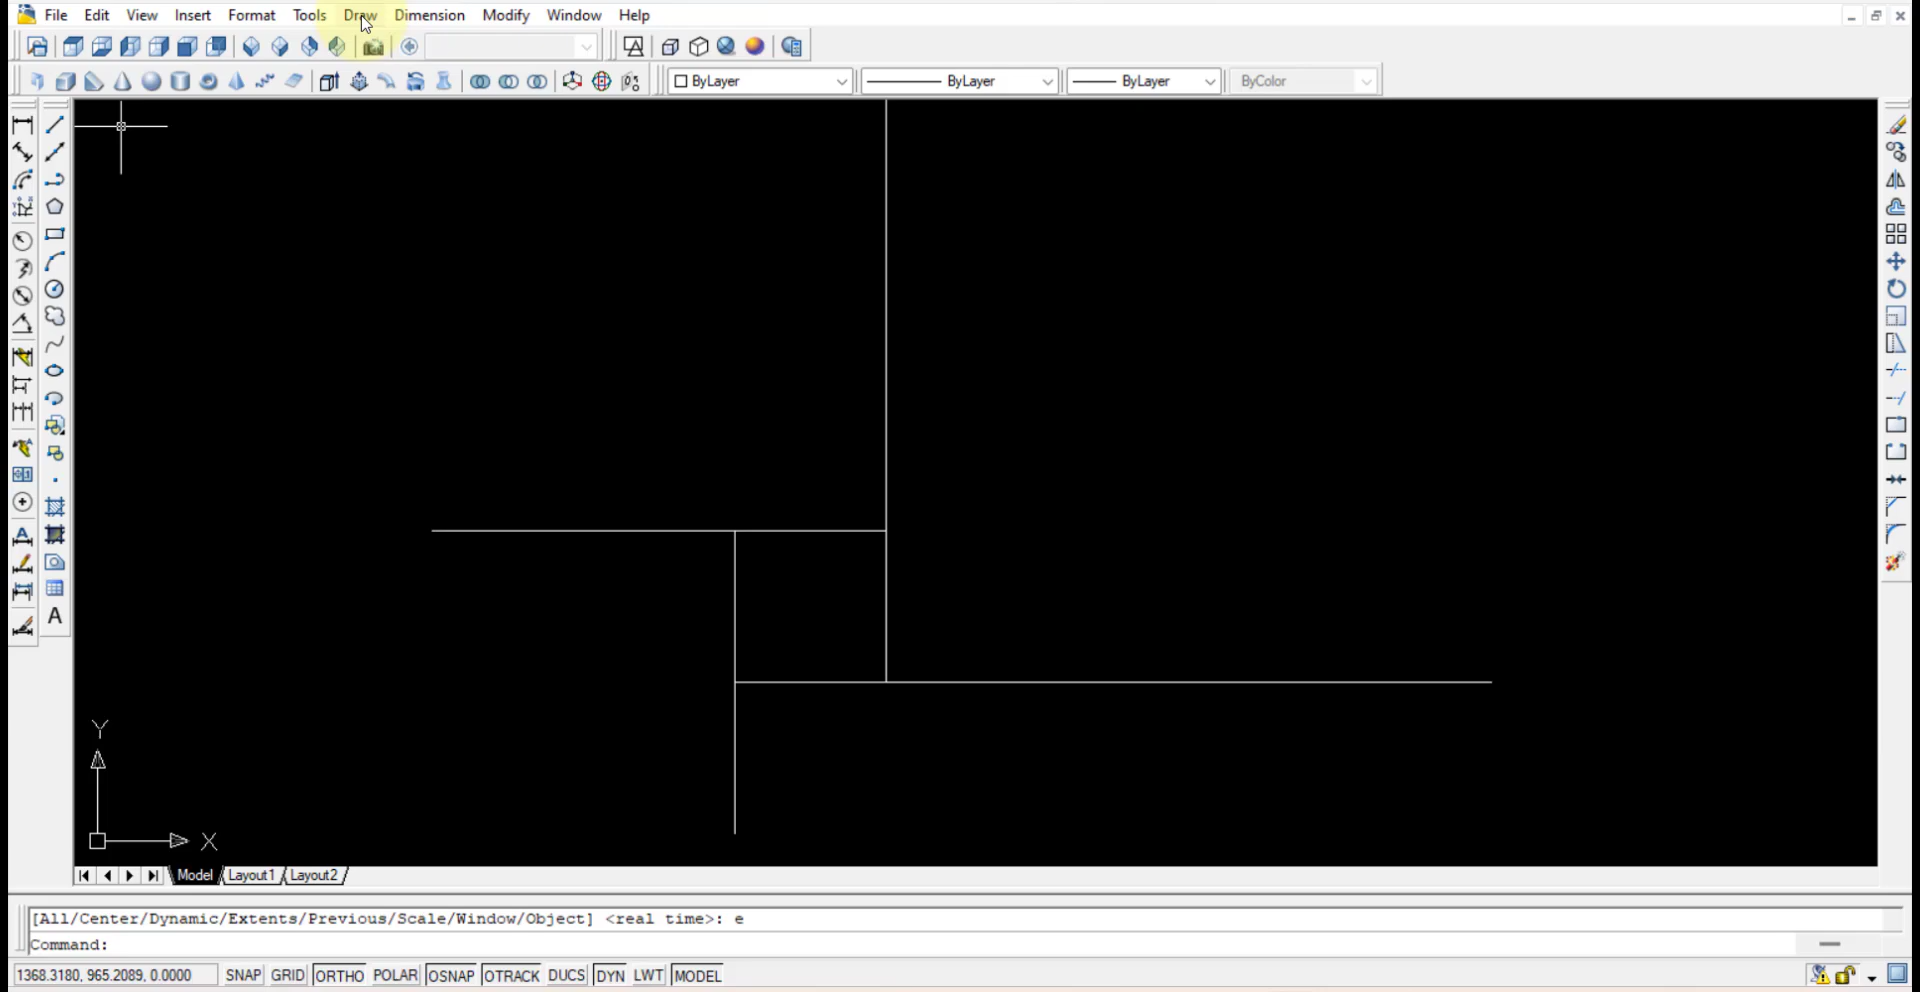 File Edit View Insert Format Tools Draw Dimension Modify Window Help
ByLayer ByLayer ByLayer ByColor
A
Y
X
Model Layout1 Layout2
[All/Center/Dynamic/Extents/Previous/Scale/Window/Object] <real time>: e
Command:
1368.3180, 965.2089, 0.0000 SNAP GRID ORTHO POLAR OSNAP OTRACK DUCS DYN LWT MODEL